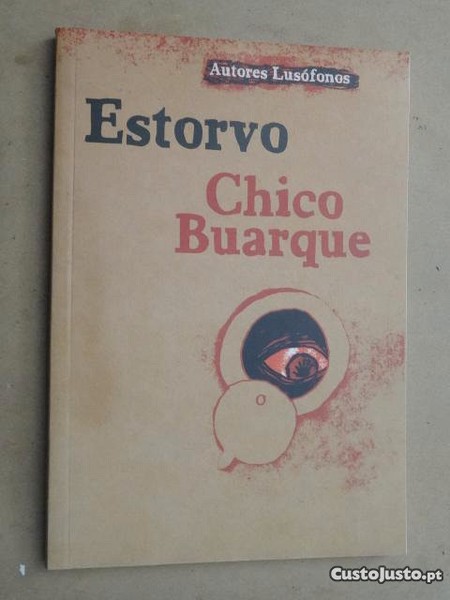 Autores Lusófonos
Estorvo
Chico
Buarque
CustoJusto.pt